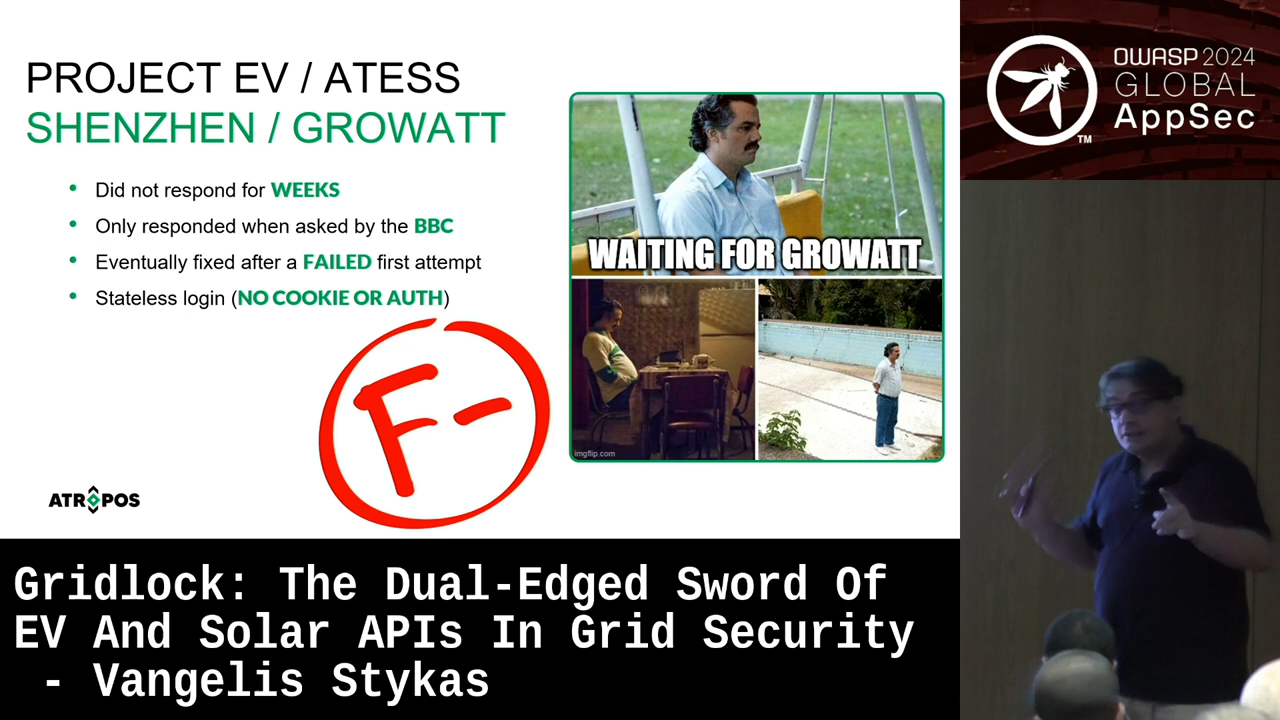 PROJECT EV / ATESS
SHENZHEN / GROWATT
• Did not respond for WEEKS
• Only responded when asked by the BBC
• Eventually fixed after a FAILED first attempt
• Stateless login (NO COOKIE OR AUTH)
F-
ATROPOS
WAITING FOR GROWATT
imgflip.com
OWASP 2024
GLOBAL
AppSec
TM
Gridlock: The Dual-Edged Sword Of
EV And Solar APIs In Grid Security
- Vangelis Stykas